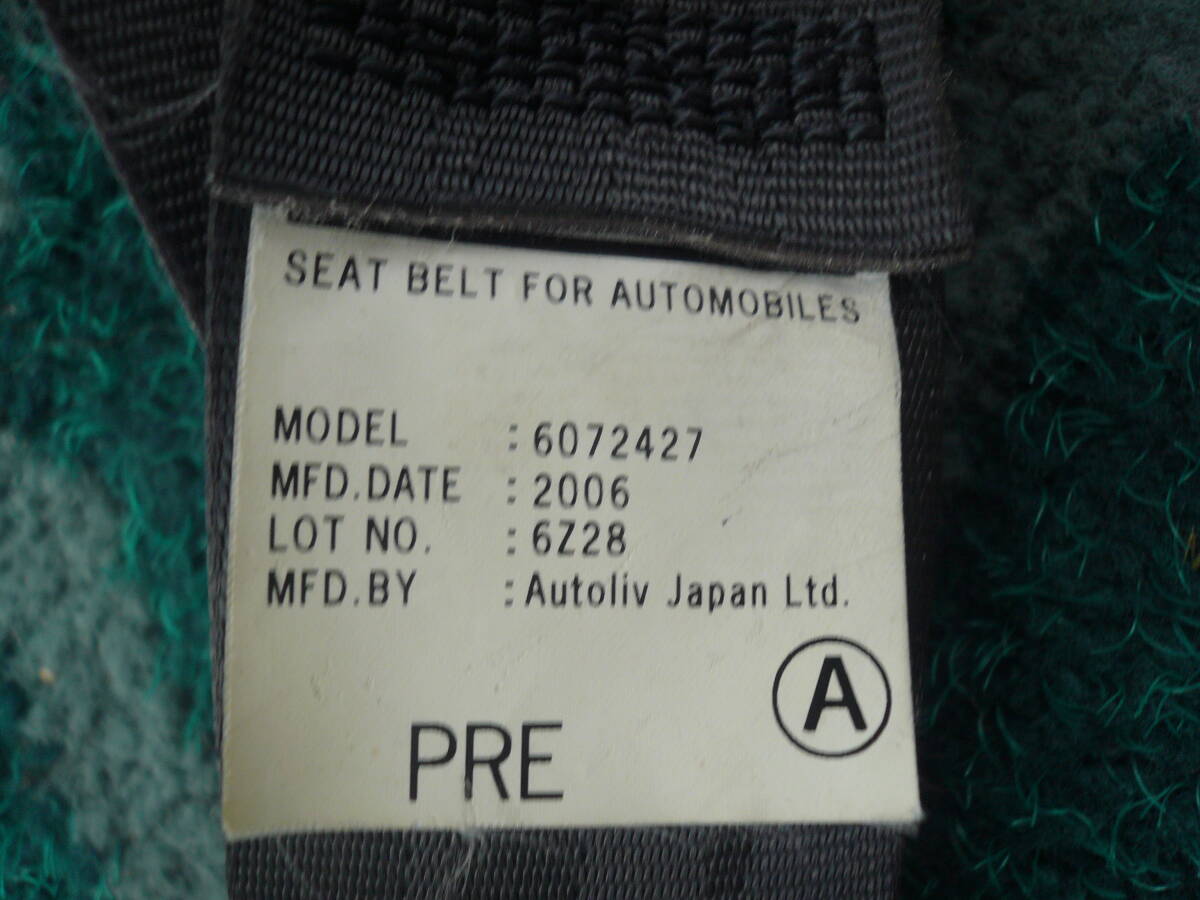 SEAT BELT FOR AUTOMOBILES
MODEL : 6072427
MFD.DATE : 2006
LOT NO. : 6Z28
MFD.BY : Autoliv Japan Ltd.
A
PRE